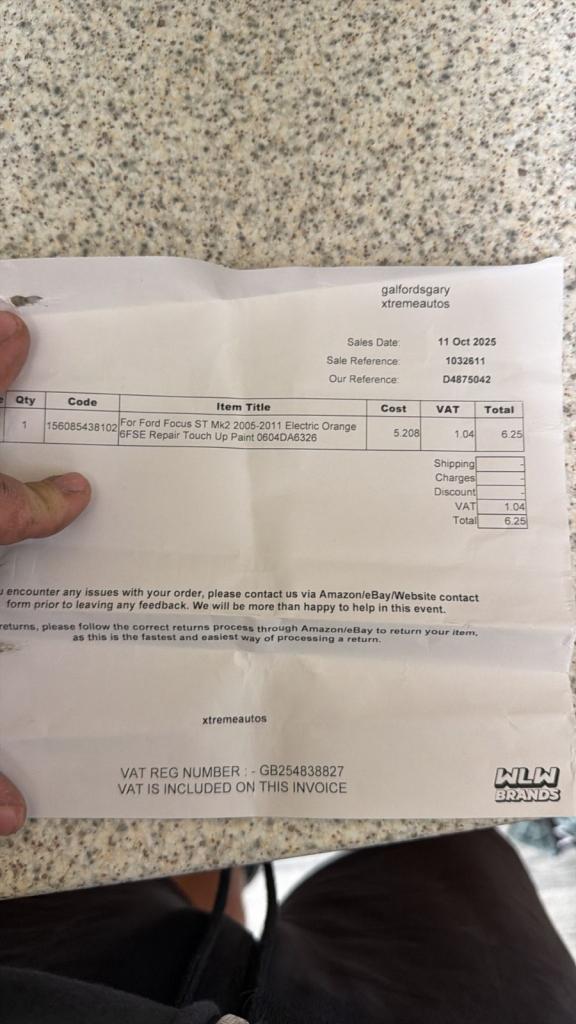 galfordsgary
xtremeautos
Sales Date: 11 Oct 2025
Sale Reference: 1032611
Our Reference: D4875042
Qty Code Item Title Cost VAT Total
1 156085438102 For Ford Focus ST Mk2 2005-2011 Electric Orange 5.208 1.04 6.25
6FSE Repair Touch Up Paint 0604DA6326
Shipping -
Charges -
Discount -
VAT 1.04
Total 6.25
encounter any issues with your order, please contact us via Amazon/eBay/Website contact
form prior to leaving any feedback. We will be more than happy to help in this event.
returns, please follow the correct returns process through Amazon/eBay to return your item,
as this is the fastest and easiest way of processing a return.
xtremeautos
VAT REG NUMBER : - GB254838827
VAT IS INCLUDED ON THIS INVOICE
WLW
BRANDS